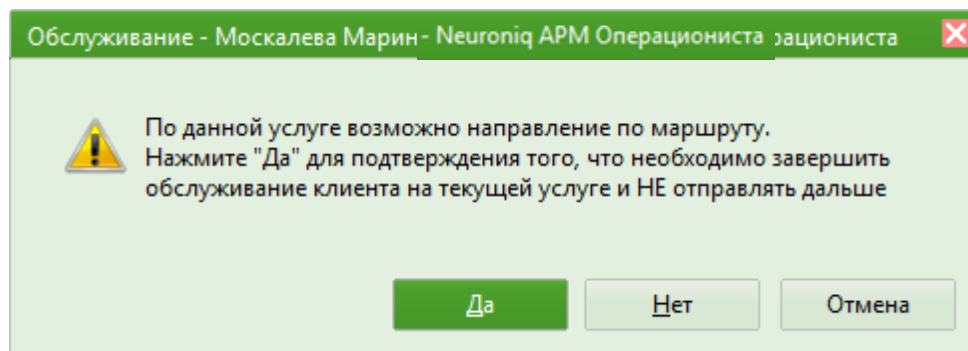 Обслуживание - Москалева Марин - Neuroniq АРМ Операциониста рациониста
По данной услуге возможно направление по маршруту.
Нажмите "Да" для подтверждения того, что необходимо завершить
обслуживание клиента на текущей услуге и НЕ отправлять дальше
Да Нет Отмена